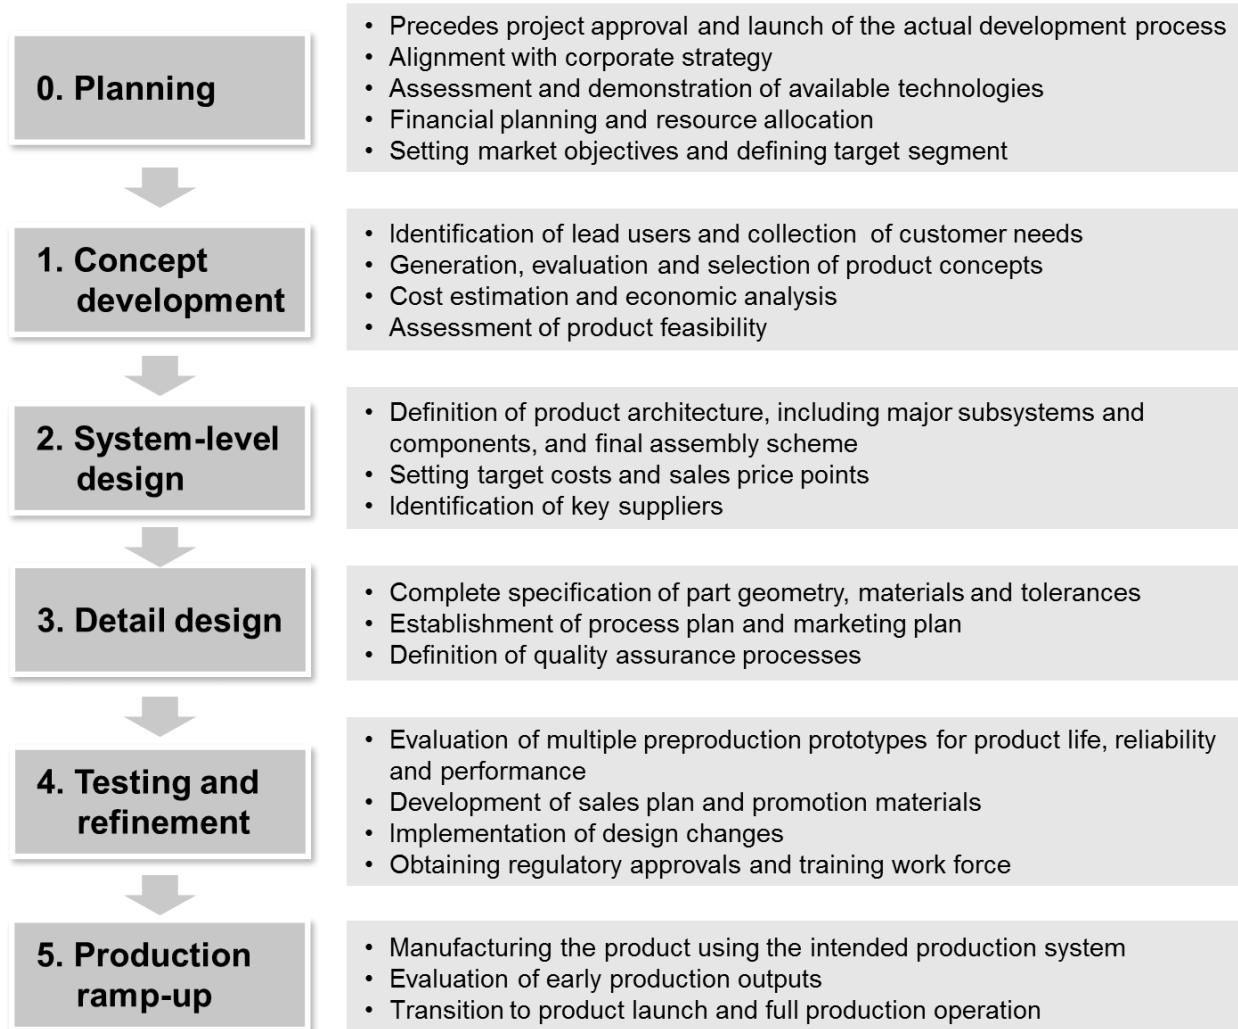 0. Planning
• Precedes project approval and launch of the actual development process
• Alignment with corporate strategy
• Assessment and demonstration of available technologies
• Financial planning and resource allocation
• Setting market objectives and defining target segment
1. Concept
development
• Identification of lead users and collection of customer needs
• Generation, evaluation and selection of product concepts
• Cost estimation and economic analysis
• Assessment of product feasibility
2. System-level
design
• Definition of product architecture, including major subsystems and
components, and final assembly scheme
• Setting target costs and sales price points
• Identification of key suppliers
3. Detail design
• Complete specification of part geometry, materials and tolerances
• Establishment of process plan and marketing plan
• Definition of quality assurance processes
4. Testing and
refinement
• Evaluation of multiple preproduction prototypes for product life, reliability
and performance
• Development of sales plan and promotion materials
• Implementation of design changes
• Obtaining regulatory approvals and training work force
5. Production
ramp-up
• Manufacturing the product using the intended production system
• Evaluation of early production outputs
• Transition to product launch and full production operation